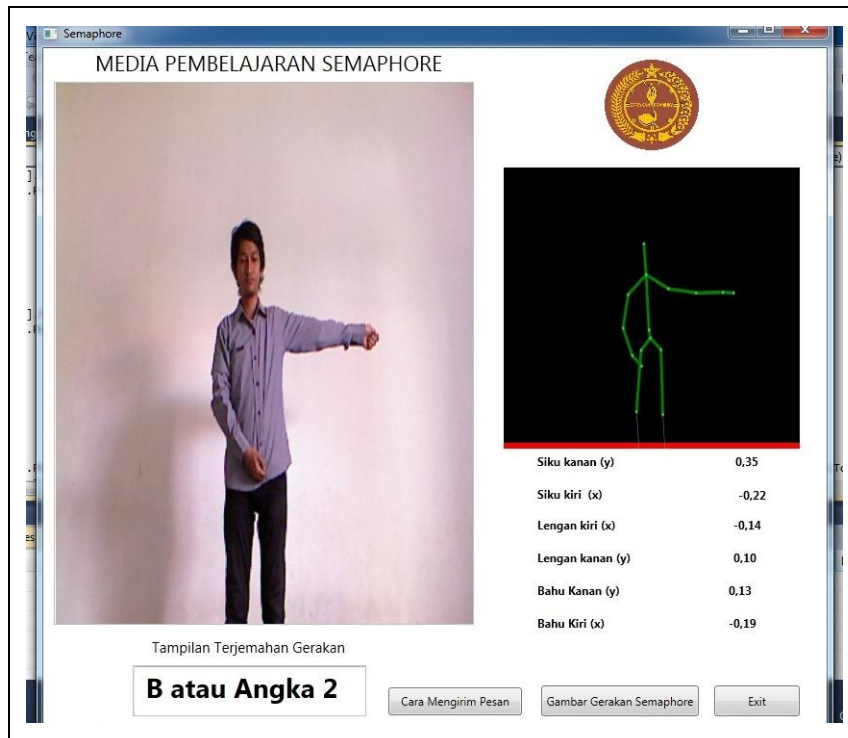 Semaphore
MEDIA PEMBELAJARAN SEMAPHORE
Siku kanan (y) 0,35
Siku kiri (x) -0,22
Lengan kiri (x) -0,14
Lengan kanan (y) 0,10
Bahu Kanan (y) 0,13
Bahu Kiri (x) -0,19
Tampilan Terjemahan Gerakan
B atau Angka 2
Cara Mengirim Pesan
Gambar Gerakan Semaphore
Exit